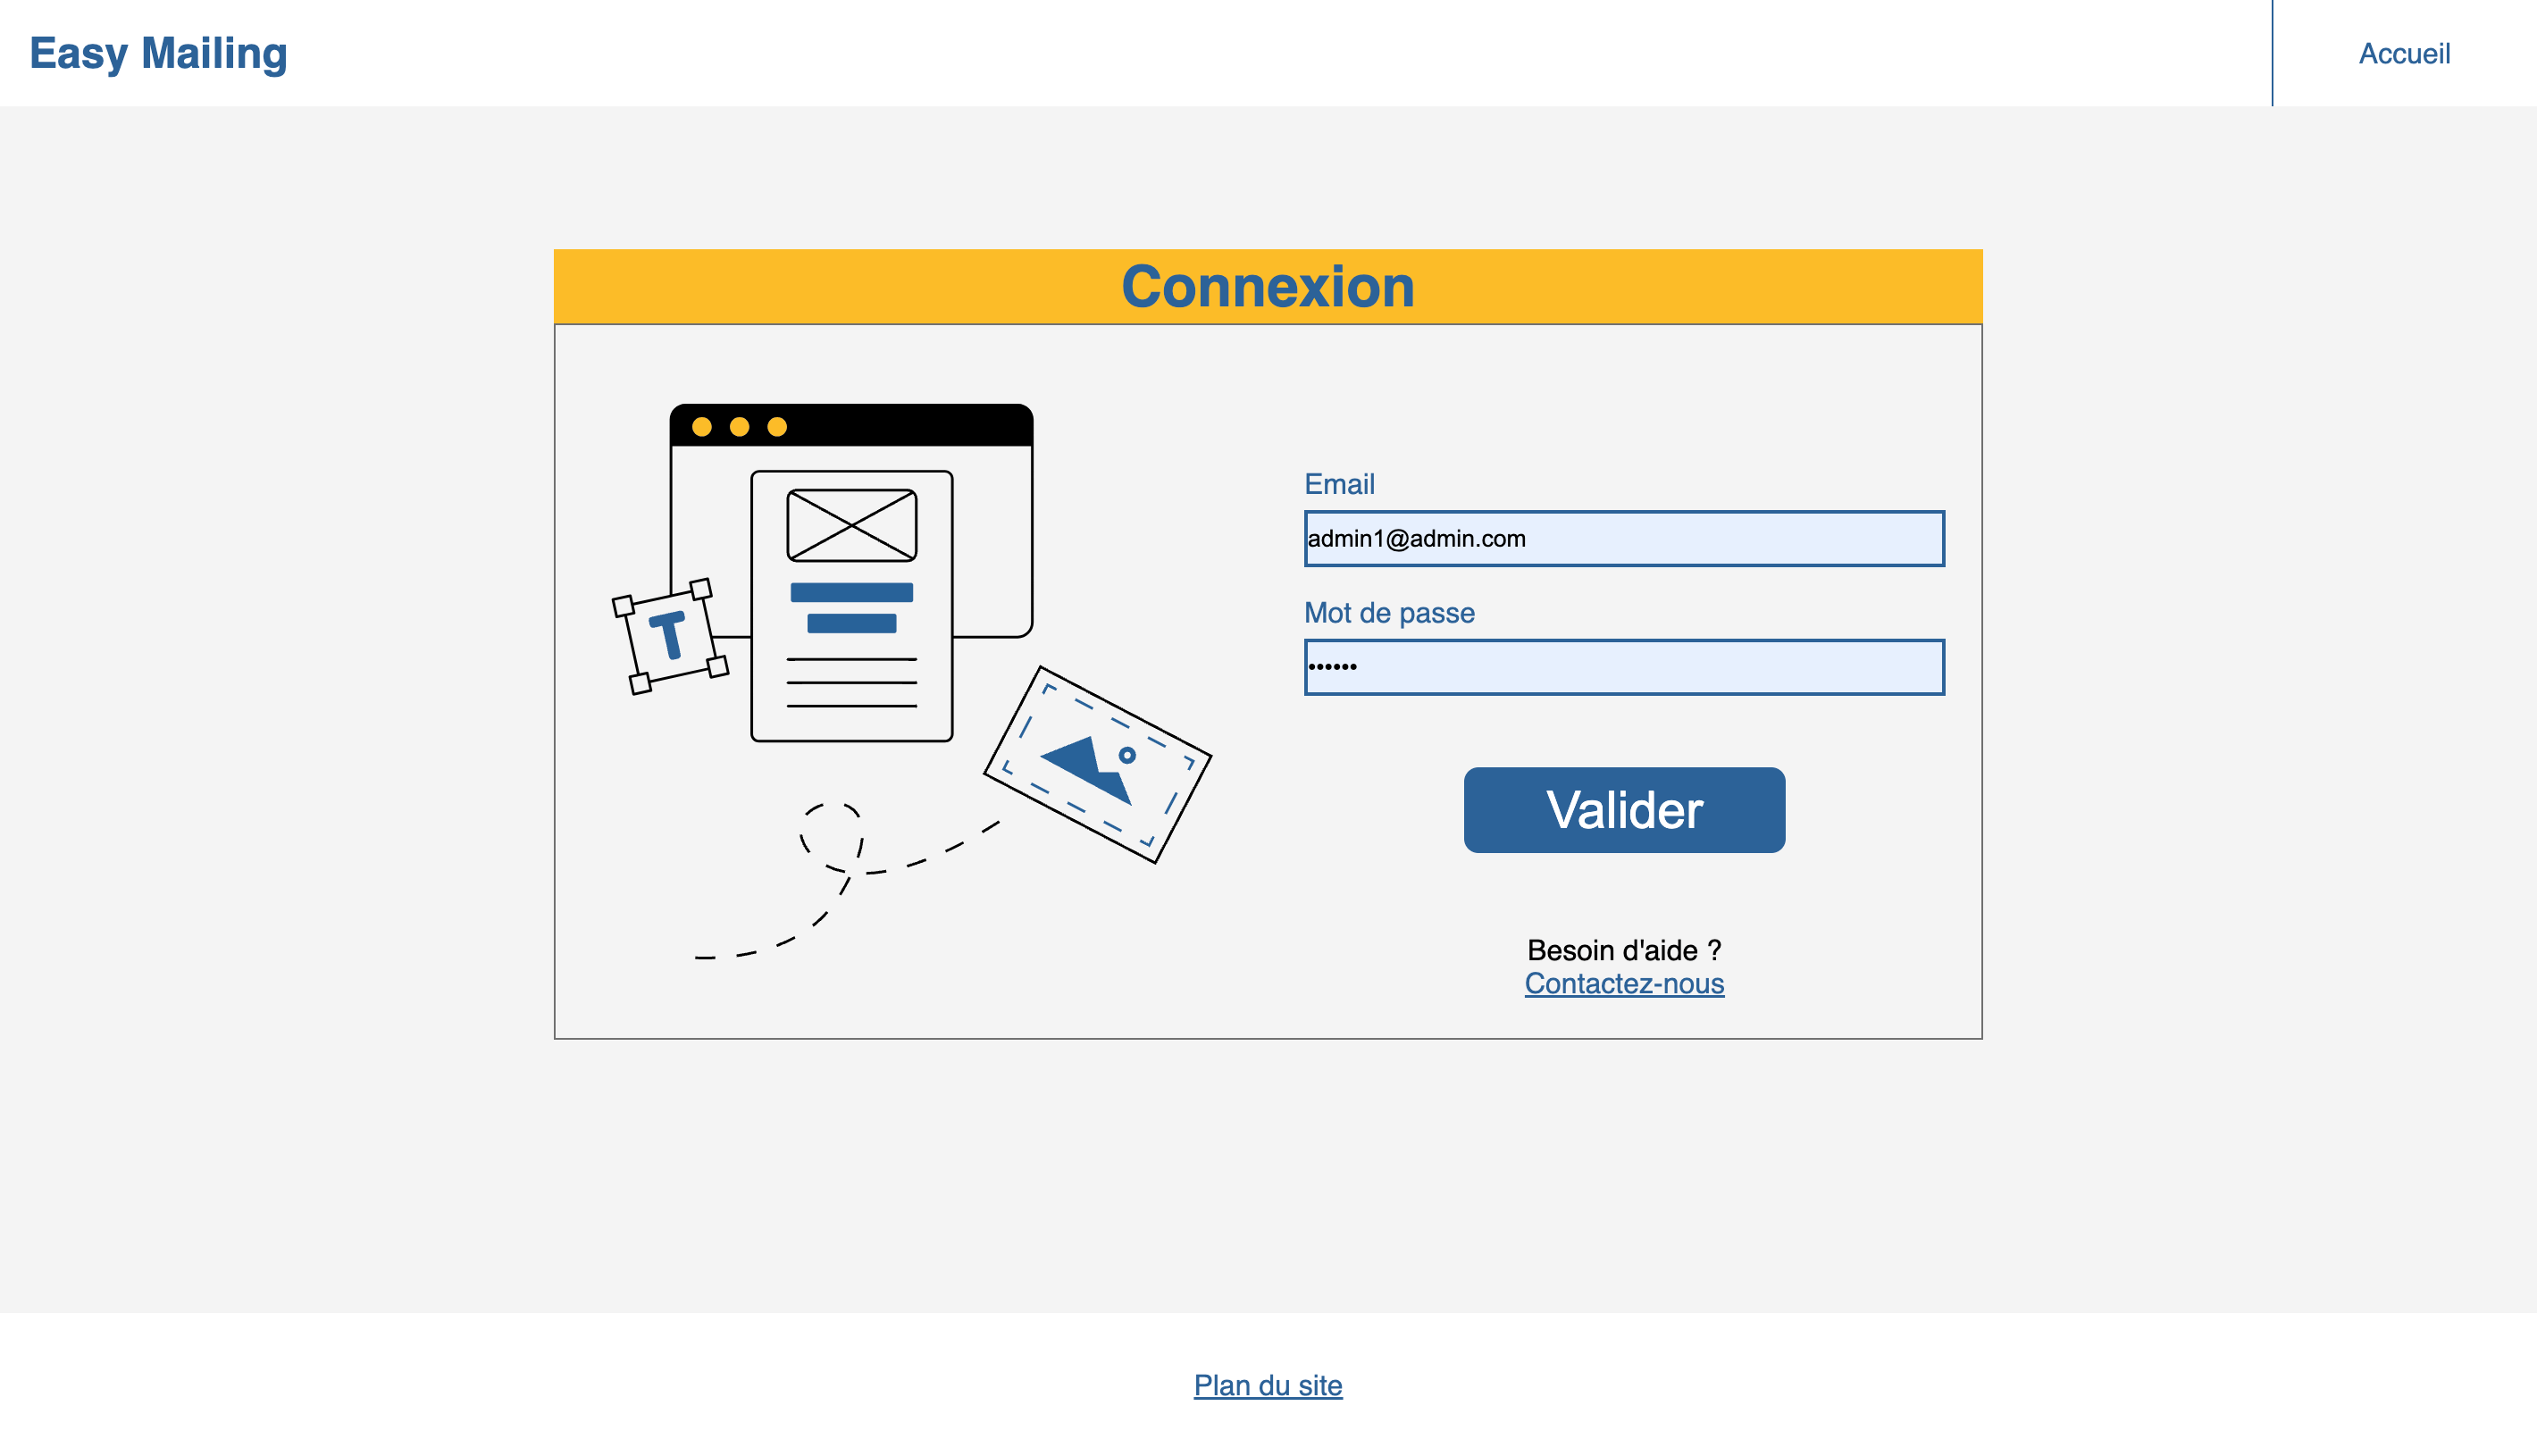 Easy Mailing
Accueil
Connexion
T
Email
admin1@admin.com
Mot de passe
••••••
Valider
Besoin d'aide ?
Contactez-nous
Plan du site